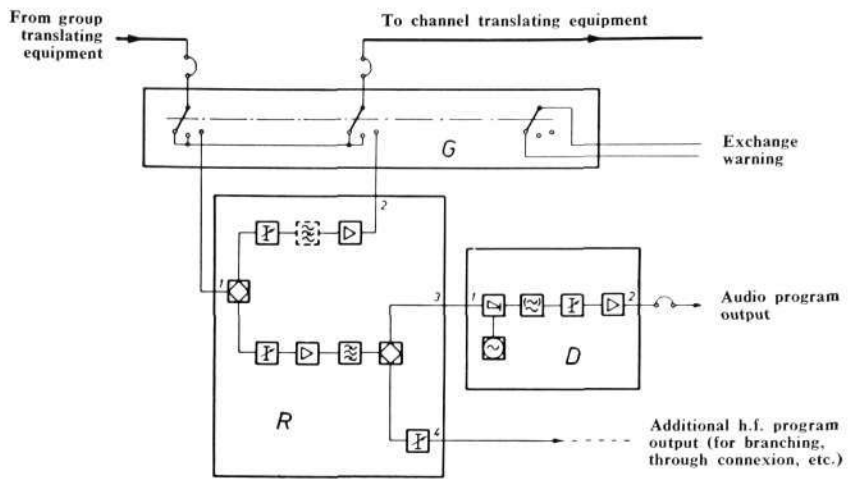 From group
translating
equipment
To channel translating equipment
G
Exchange
warning
2
1
3
1
2
Audio program
output
D
R
4
Additional h.f. program
output (for branching,
through connexion, etc.)